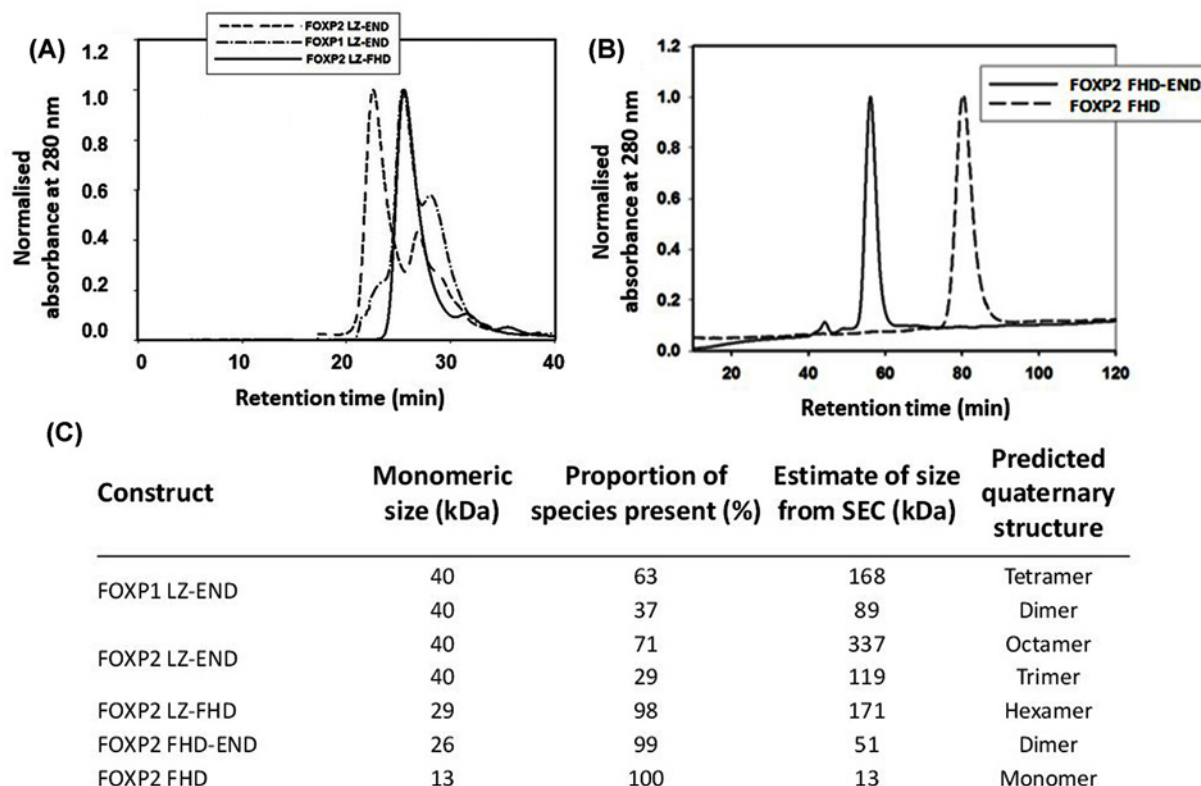 (A)
FOXP2 LZ-END
FOXP1 LZ-END
FOXP2 LZ-FHD
Normalised
absorbance at 280 nm
1.2
1.0
0.8
0.6
0.4
0.2
0.0
0 10 20 30 40
Retention time (min)
(B)
FOXP2 FHD-END
FOXP2 FHD
Normalised
absorbance at 280 nm
1.2
1.0
0.8
0.6
0.4
0.2
0.0
20 40 60 80 100 120
Retention time (min)
(C)
Construct Monomeric size (kDa) Proportion of species present (%) Estimate of size from SEC (kDa) Predicted quaternary structure
FOXP1 LZ-END 40 63 168 Tetramer
40 37 89 Dimer
FOXP2 LZ-END 40 71 337 Octamer
40 29 119 Trimer
FOXP2 LZ-FHD 29 98 171 Hexamer
FOXP2 FHD-END 26 99 51 Dimer
FOXP2 FHD 13 100 13 Monomer